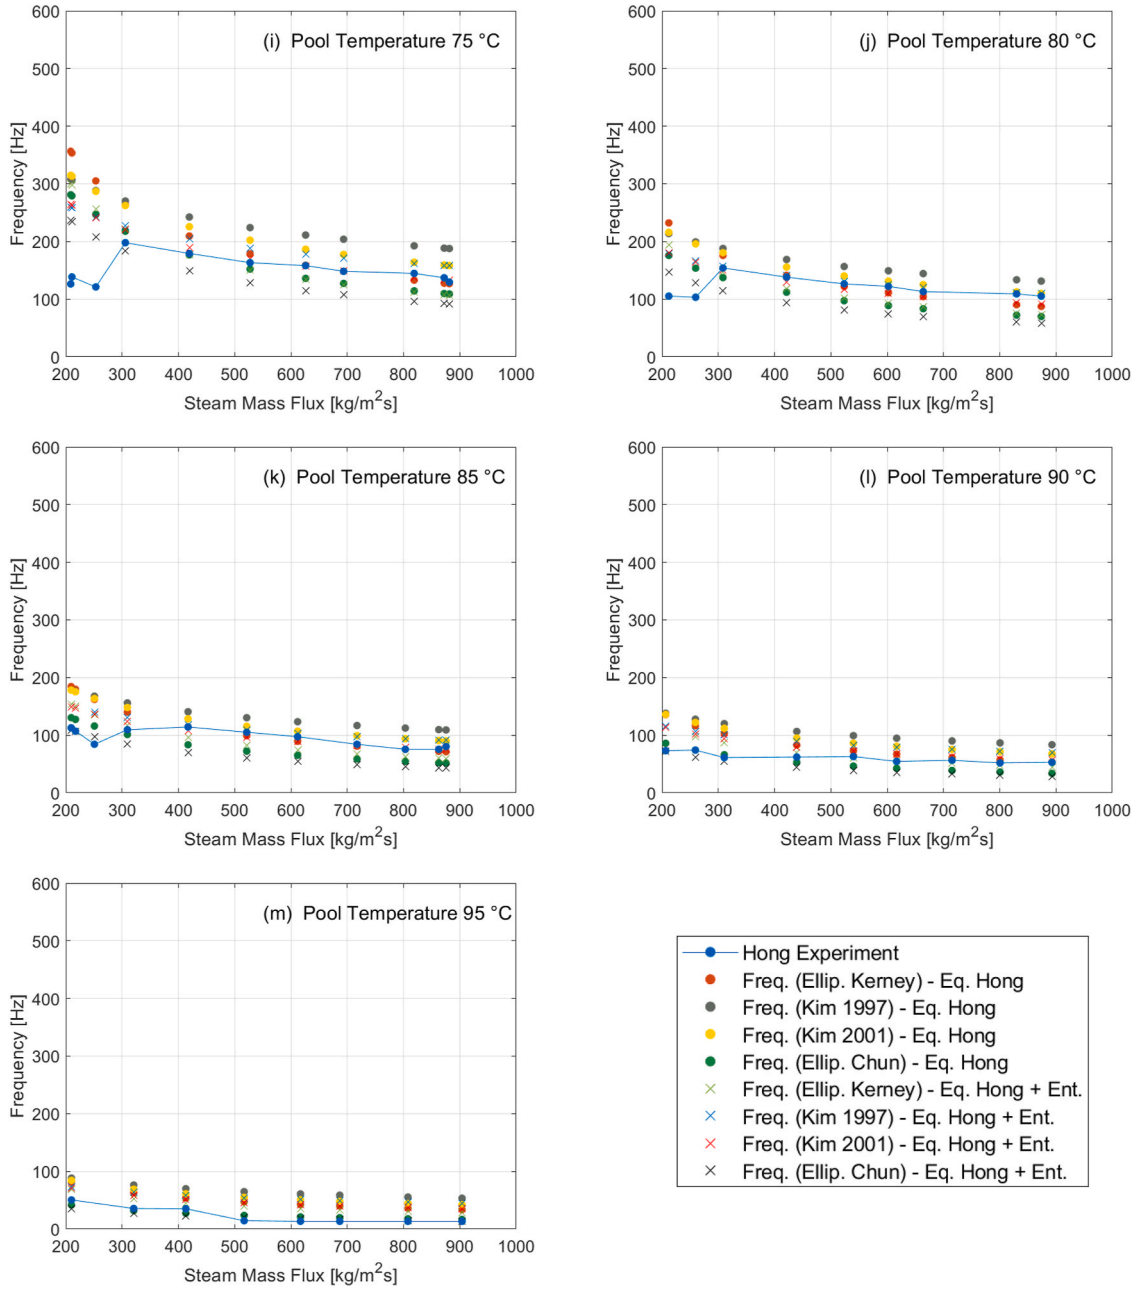 (i) Pool Temperature 75 °C
600
500
400
300
200
100
0
Frequency [Hz]
200 300 400 500 600 700 800 900 1000
Steam Mass Flux [kg/m²s]
(j) Pool Temperature 80 °C
600
500
400
300
200
100
0
Frequency [Hz]
200 300 400 500 600 700 800 900 1000
Steam Mass Flux [kg/m²s]
(k) Pool Temperature 85 °C
600
500
400
300
200
100
0
Frequency [Hz]
200 300 400 500 600 700 800 900 1000
Steam Mass Flux [kg/m²s]
(l) Pool Temperature 90 °C
600
500
400
300
200
100
0
Frequency [Hz]
200 300 400 500 600 700 800 900 1000
Steam Mass Flux [kg/m²s]
(m) Pool Temperature 95 °C
600
500
400
300
200
100
0
Frequency [Hz]
200 300 400 500 600 700 800 900 1000
Steam Mass Flux [kg/m²s]
Hong Experiment
Freq. (Ellip. Kerney) - Eq. Hong
Freq. (Kim 1997) - Eq. Hong
Freq. (Kim 2001) - Eq. Hong
Freq. (Ellip. Chun) - Eq. Hong
Freq. (Ellip. Kerney) - Eq. Hong + Ent.
Freq. (Kim 1997) - Eq. Hong + Ent.
Freq. (Kim 2001) - Eq. Hong + Ent.
Freq. (Ellip. Chun) - Eq. Hong + Ent.